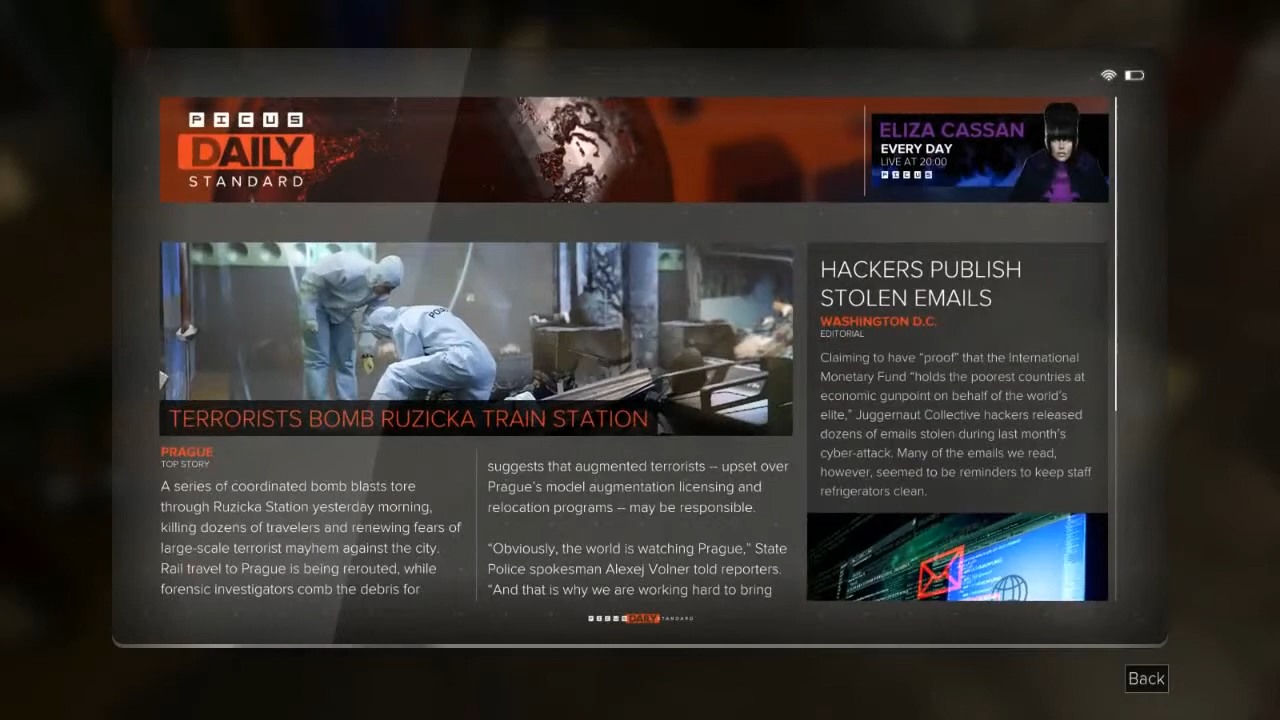 PICUS
DAILY
STANDARD
ELIZA CASSAN
EVERY DAY
LIVE AT 20:00
PICUS
TERRORISTS BOMB RUZICKA TRAIN STATION
PRAGUE
TOP STORY
A series of coordinated bomb blasts tore
through Ruzicka Station yesterday morning,
killing dozens of travelers and renewing fears of
large-scale terrorist mayhem against the city.
Rail travel to Prague is being rerouted, while
forensic investigators comb the debris for
suggests that augmented terrorists -- upset over
Prague's model augmentation licensing and
relocation programs -- may be responsible.
“Obviously, the world is watching Prague,” State
Police spokesman Alexej Volner told reporters.
“And that is why we are working hard to bring
HACKERS PUBLISH
STOLEN EMAILS
WASHINGTON D.C.
EDITORIAL
Claiming to have “proof” that the International
Monetary Fund “holds the poorest countries at
economic gunpoint on behalf of the world's
elite,” Juggernaut Collective hackers released
dozens of emails stolen during last month's
cyber-attack. Many of the emails we read,
however, seemed to be reminders to keep staff
refrigerators clean.
PICUS DAILY STANDARD
Back